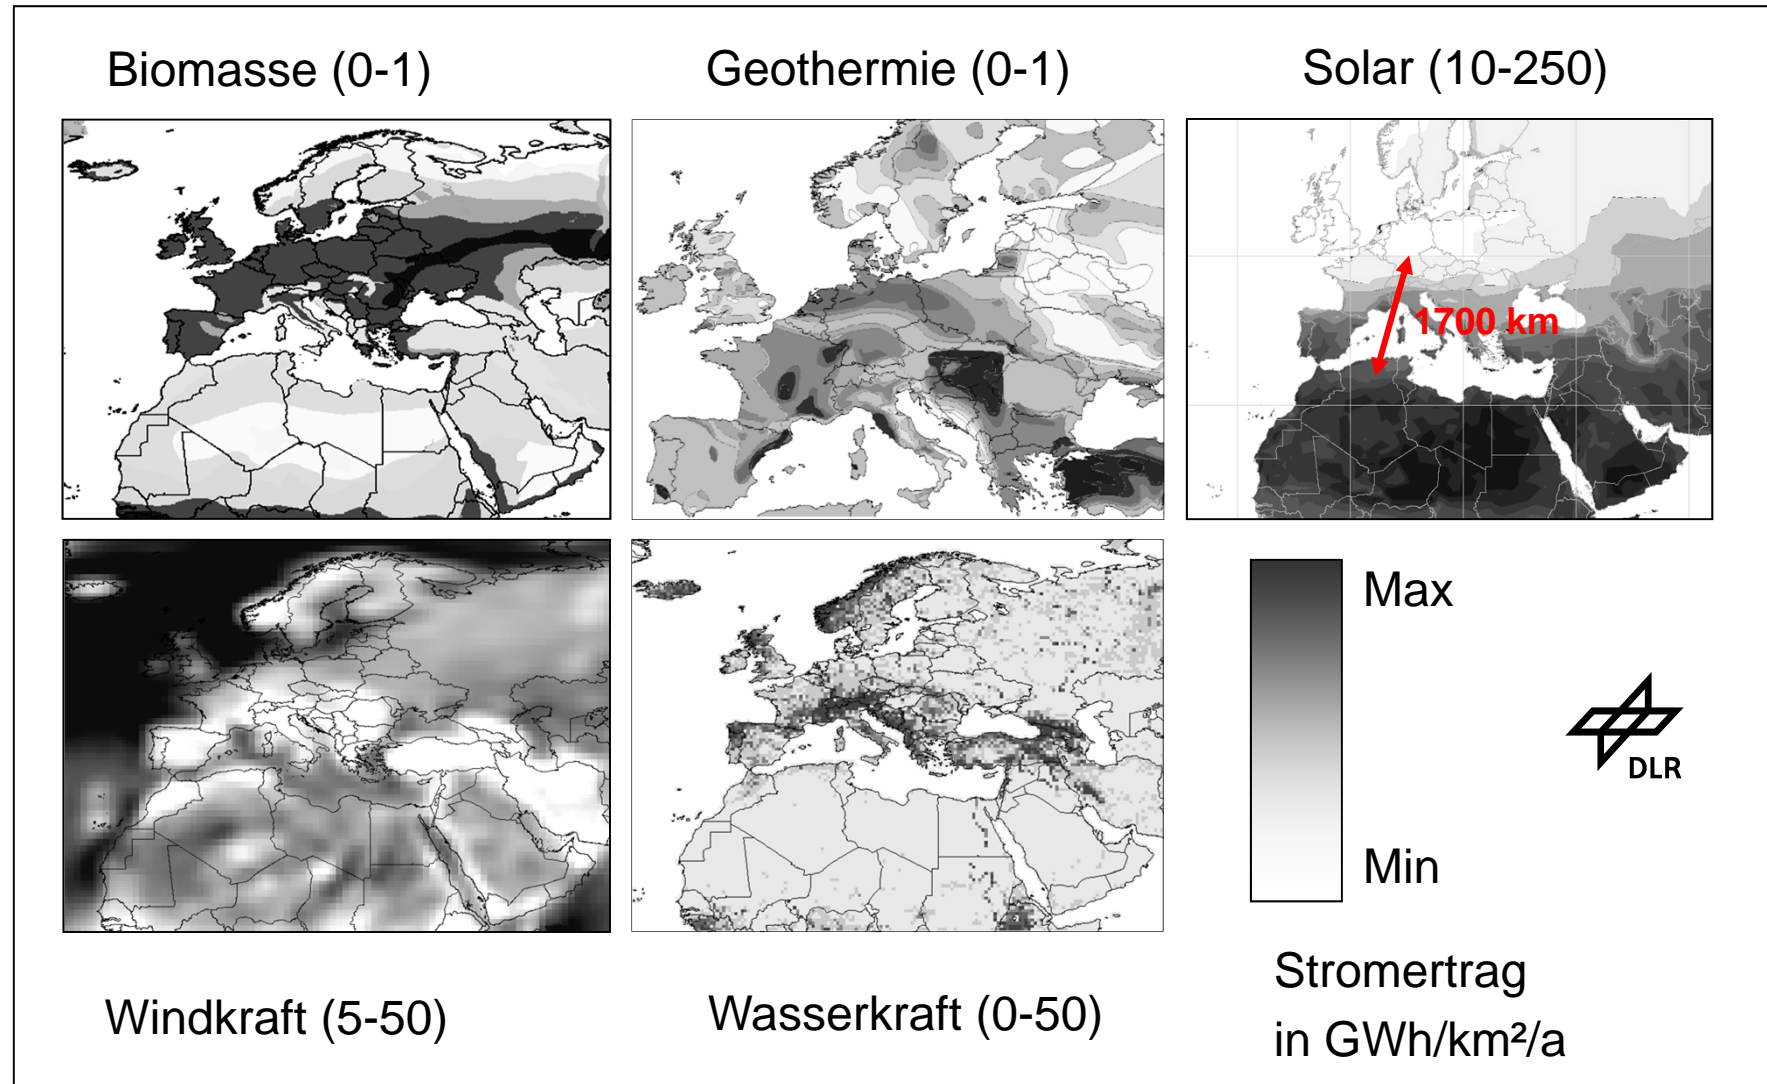 Biomasse (0-1)
Geothermie (0-1)
Solar (10-250)
1700 km
Max
Min
DLR
Windkraft (5-50)
Wasserkraft (0-50)
Stromertrag
in GWh/km²/a